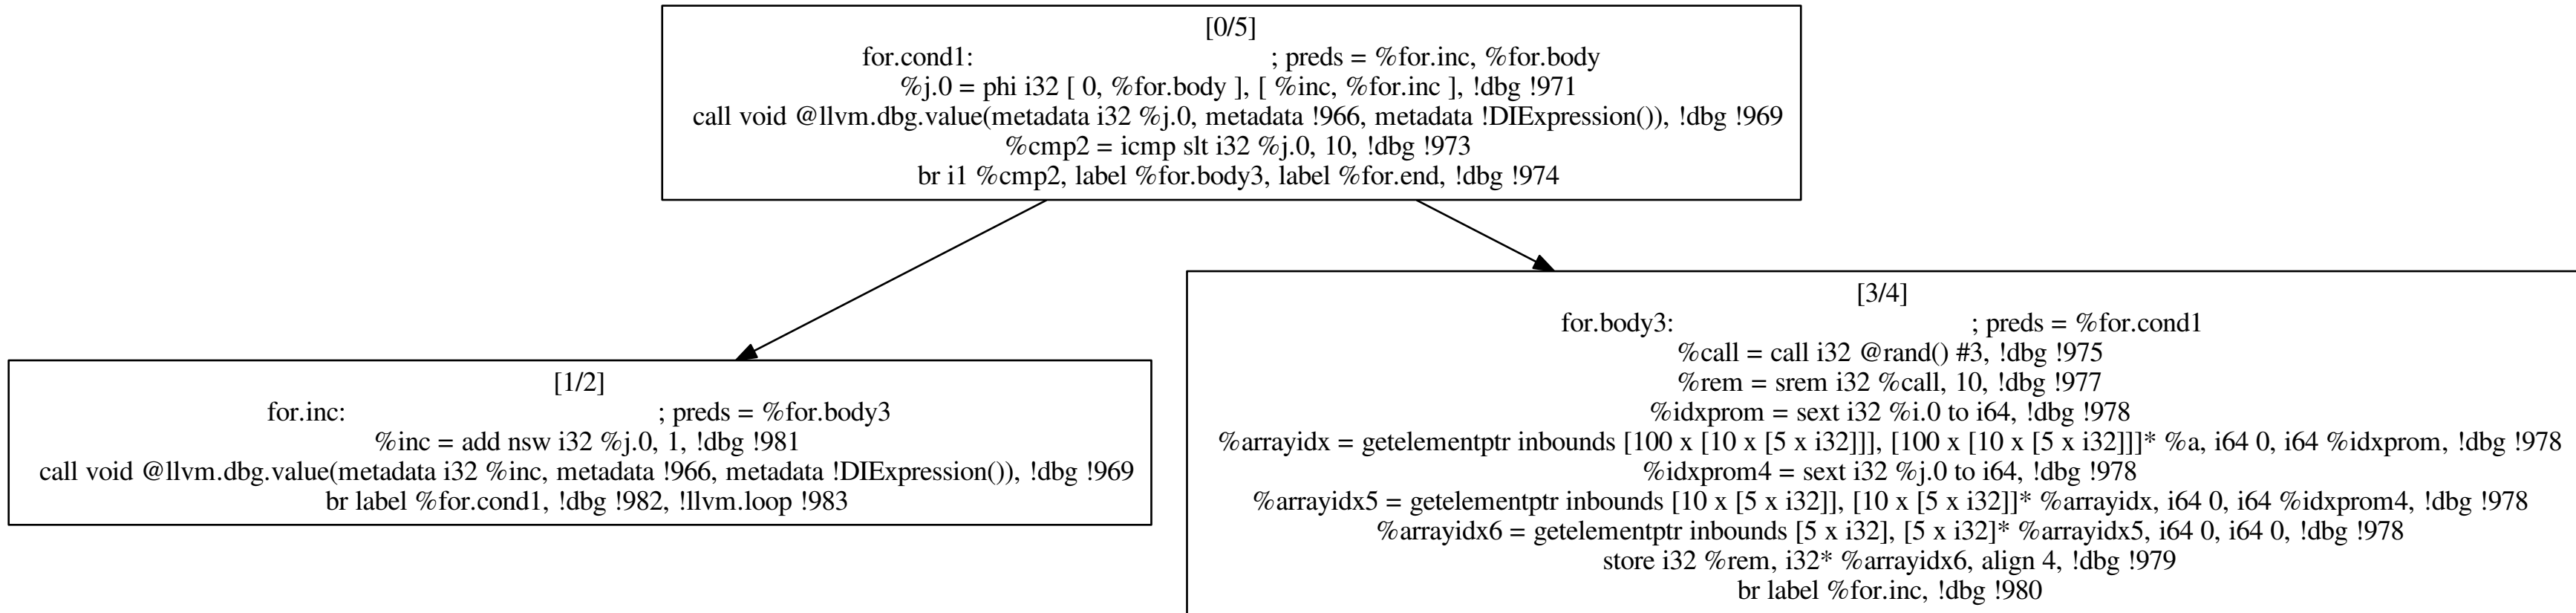 [0/5]
for.cond1: ; preds = %for.inc, %for.body
%j.0 = phi i32 [ 0, %for.body ], [ %inc, %for.inc ], !dbg !971
call void @llvm.dbg.value(metadata i32 %j.0, metadata !966, metadata !DIExpression()), !dbg !969
%cmp2 = icmp slt i32 %j.0, 10, !dbg !973
br i1 %cmp2, label %for.body3, label %for.end, !dbg !974
[1/2]
for.inc: ; preds = %for.body3
%inc = add nsw i32 %j.0, 1, !dbg !981
call void @llvm.dbg.value(metadata i32 %inc, metadata !966, metadata !DIExpression()), !dbg !969
br label %for.cond1, !dbg !982, !llvm.loop !983
[3/4]
for.body3: ; preds = %for.cond1
%call = call i32 @rand() #3, !dbg !975
%rem = srem i32 %call, 10, !dbg !977
%idxprom = sext i32 %i.0 to i64, !dbg !978
%arrayidx = getelementptr inbounds [100 x [10 x [5 x i32]]], [100 x [10 x [5 x i32]]]* %a, i64 0, i64 %idxprom, !dbg !978
%idxprom4 = sext i32 %j.0 to i64, !dbg !978
%arrayidx5 = getelementptr inbounds [10 x [5 x i32]], [10 x [5 x i32]]* %arrayidx, i64 0, i64 %idxprom4, !dbg !978
%arrayidx6 = getelementptr inbounds [5 x i32], [5 x i32]* %arrayidx5, i64 0, i64 0, !dbg !978
store i32 %rem, i32* %arrayidx6, align 4, !dbg !979
br label %for.inc, !dbg !980